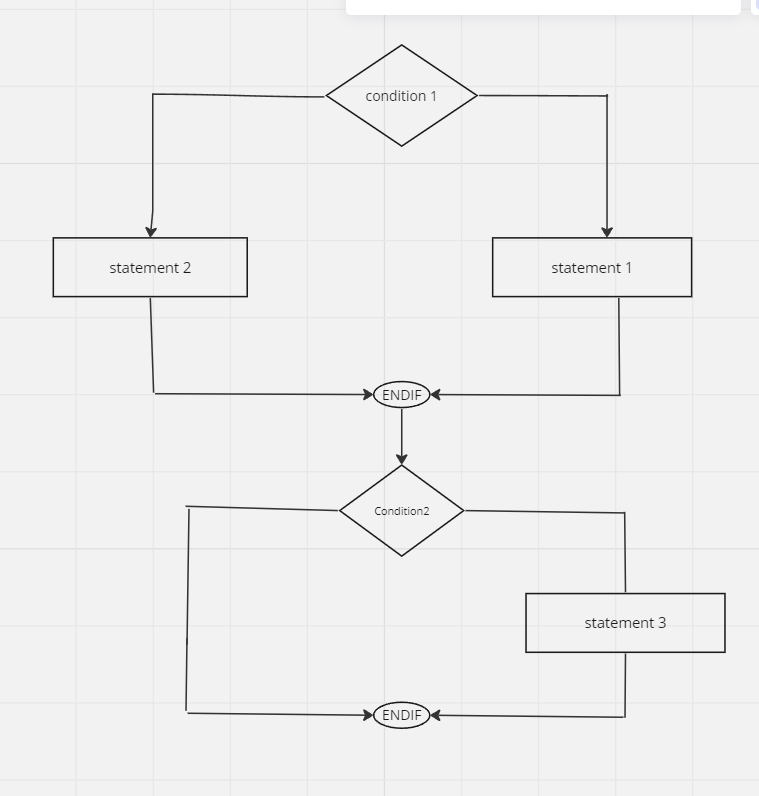 condition 1
statement 2
statement 1
ENDIF
Condition2
statement 3
ENDIF